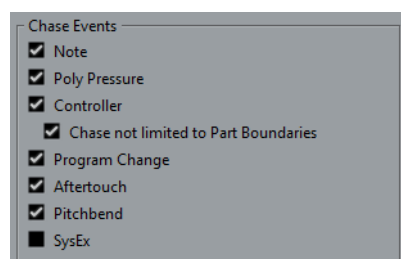 Chase Events
Note
Poly Pressure
Controller
Chase not limited to Part Boundaries
Program Change
Aftertouch
Pitchbend
SysEx